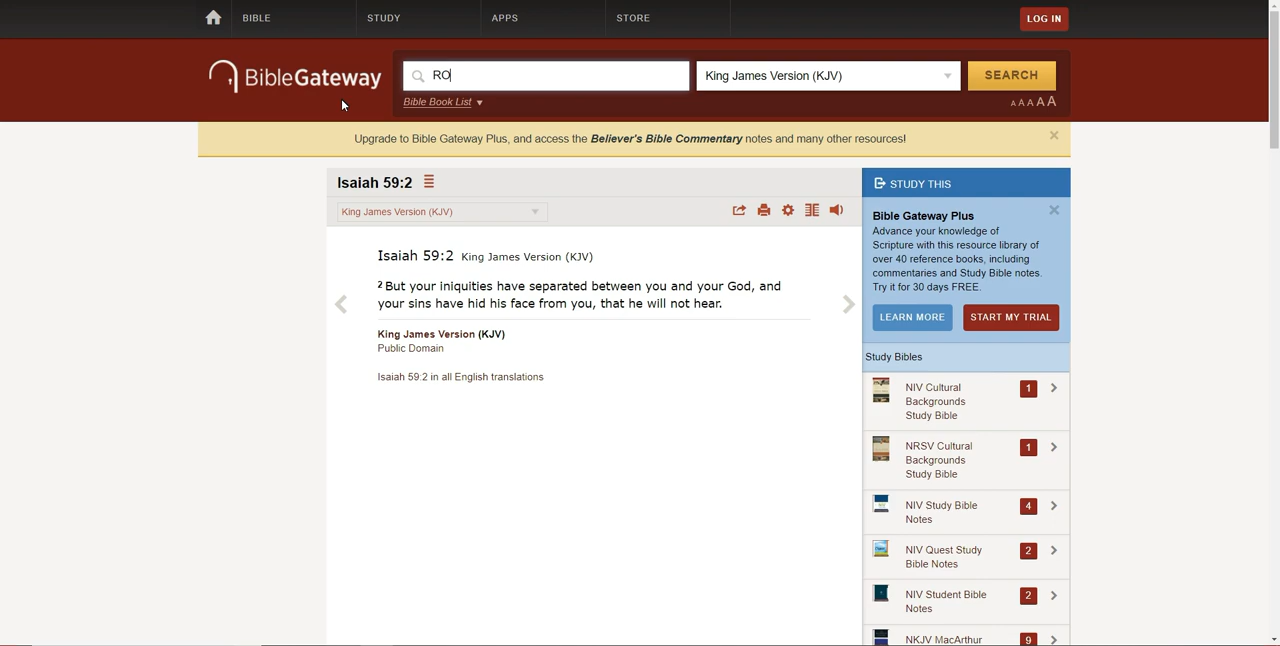 BIBLE
STUDY
APPS
STORE
LOG IN
BibleGateway
RO
King James Version (KJV)
SEARCH
Bible Book List ▼
A A A A A
Upgrade to Bible Gateway Plus, and access the Believer's Bible Commentary notes and many other resources!
Isaiah 59:2
King James Version (KJV)
Isaiah 59:2 King James Version (KJV)
2 But your iniquities have separated between you and your God, and
your sins have hid his face from you, that he will not hear.
King James Version (KJV)
Public Domain
Isaiah 59:2 in all English translations
STUDY THIS
Bible Gateway Plus
Advance your knowledge of
Scripture with this resource library of
over 40 reference books, including
commentaries and Study Bible notes.
Try it for 30 days FREE.
LEARN MORE
START MY TRIAL
Study Bibles
NIV Cultural
Backgrounds
Study Bible
1
NRSV Cultural
Backgrounds
Study Bible
1
NIV Study Bible
Notes
4
NIV Quest Study
Bible Notes
2
NIV Student Bible
Notes
2
NKJV MacArthur
9